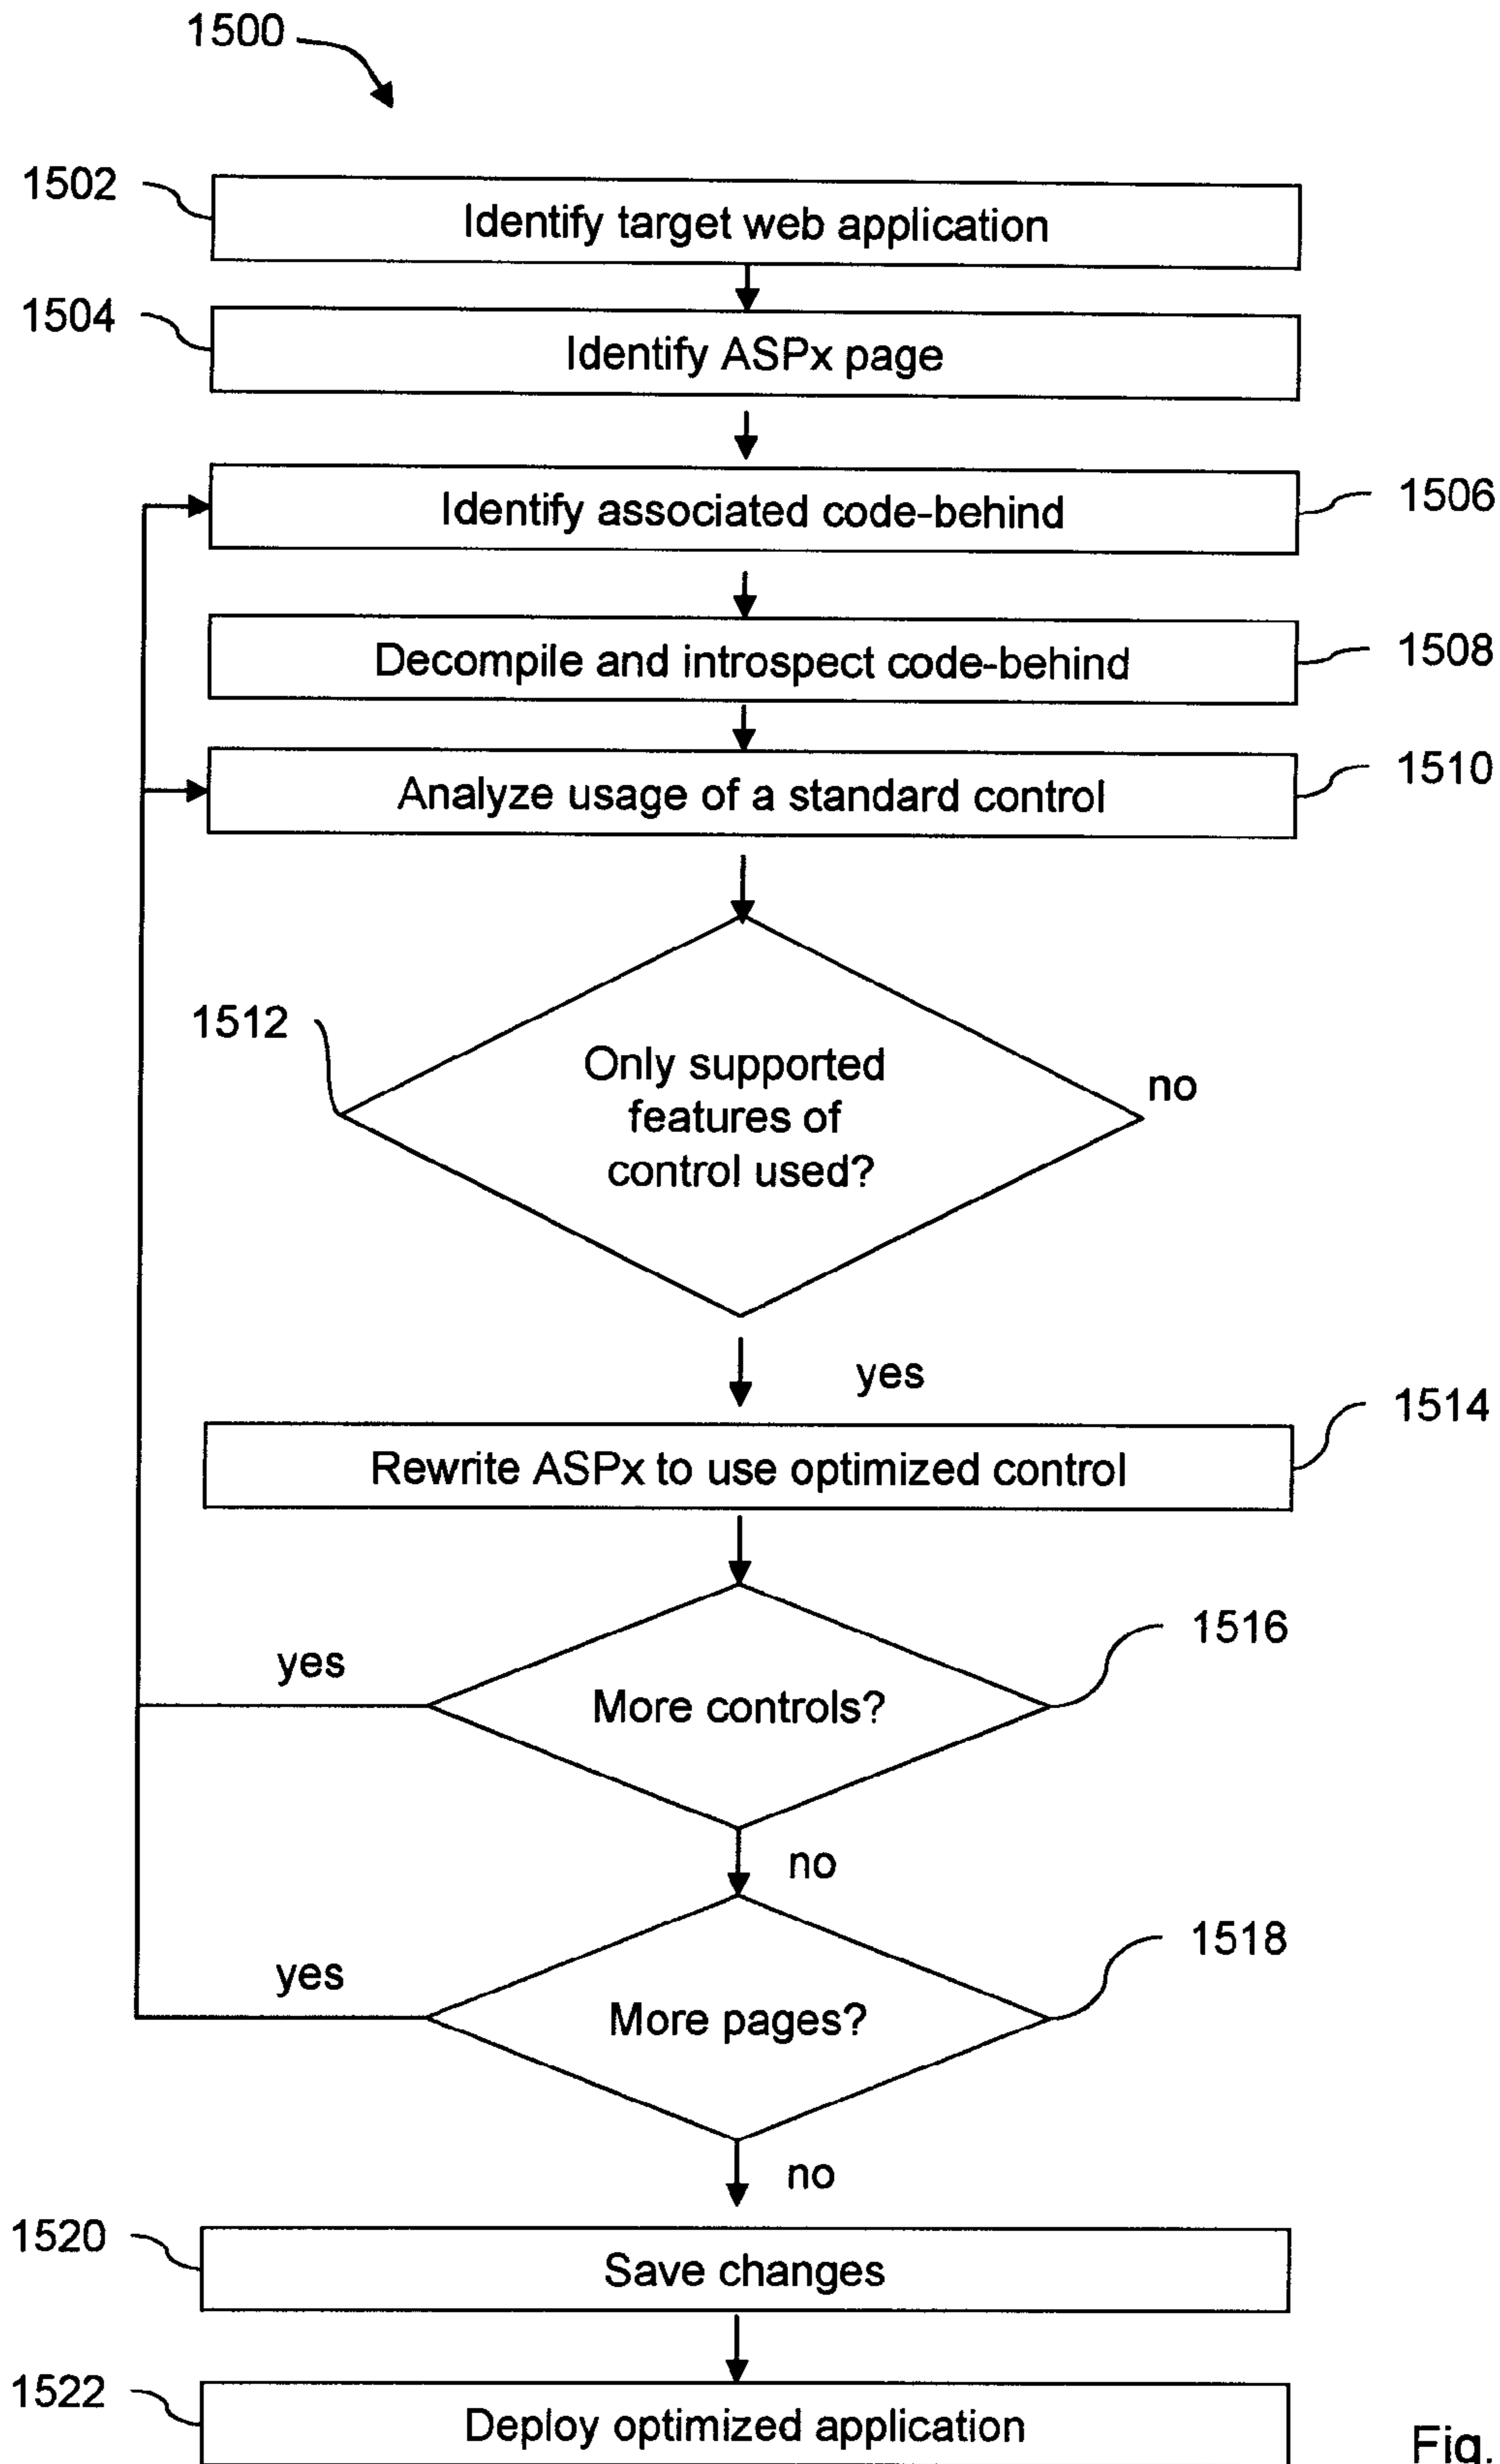 1500
1502
Identify target web application
1504
Identify ASPx page
Identify associated code-behind
1506
Decompile and introspect code-behind
1508
Analyze usage of a standard control
1510
1512
Only supported
features of
control used?
no
yes
Rewrite ASPx to use optimized control
1514
yes
More controls?
1516
no
yes
More pages?
1518
no
1520
Save changes
1522
Deploy optimized application
Fig.